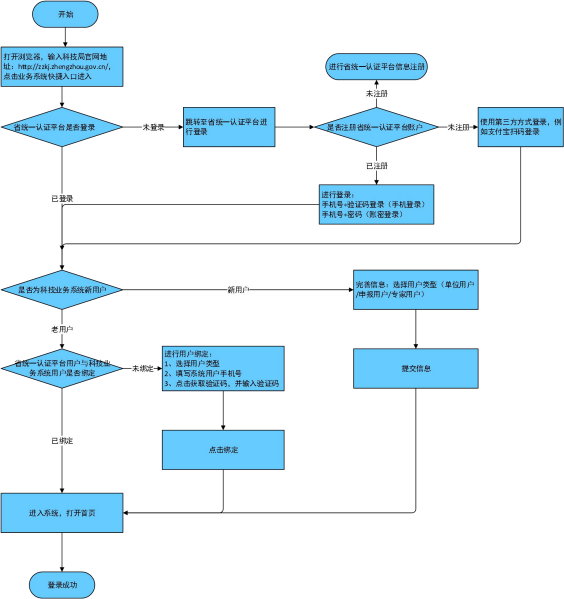 开始
打开浏览器，输入科技局官网地
址：http://zzkj.zhengzhou.gov.cn/，
点击业务系统快捷入口进入
进行省统一认证平台信息注册
未注册
省统一认证平台是否登录
未登录
跳转至省统一认证平台进
行登录
是否注册省统一认证平台账户
未注册
使用第三方方式登录，例
如支付宝扫码登录
已注册
已登录
进行登录：
手机号+验证码登录（手机登录）
手机号+密码（账密登录）
是否为科技业务系统新用户
新用户
完善信息：选择用户类型（单位用户
/申报用户/专家用户）
老用户
省统一认证平台用户与科技业
务系统用户是否绑定
未绑定
进行用户绑定：
1、选择用户类型
2、填写系统用户手机号
3、点击获取验证码，并输入验证码
提交信息
已绑定
点击绑定
进入系统，打开首页
登录成功